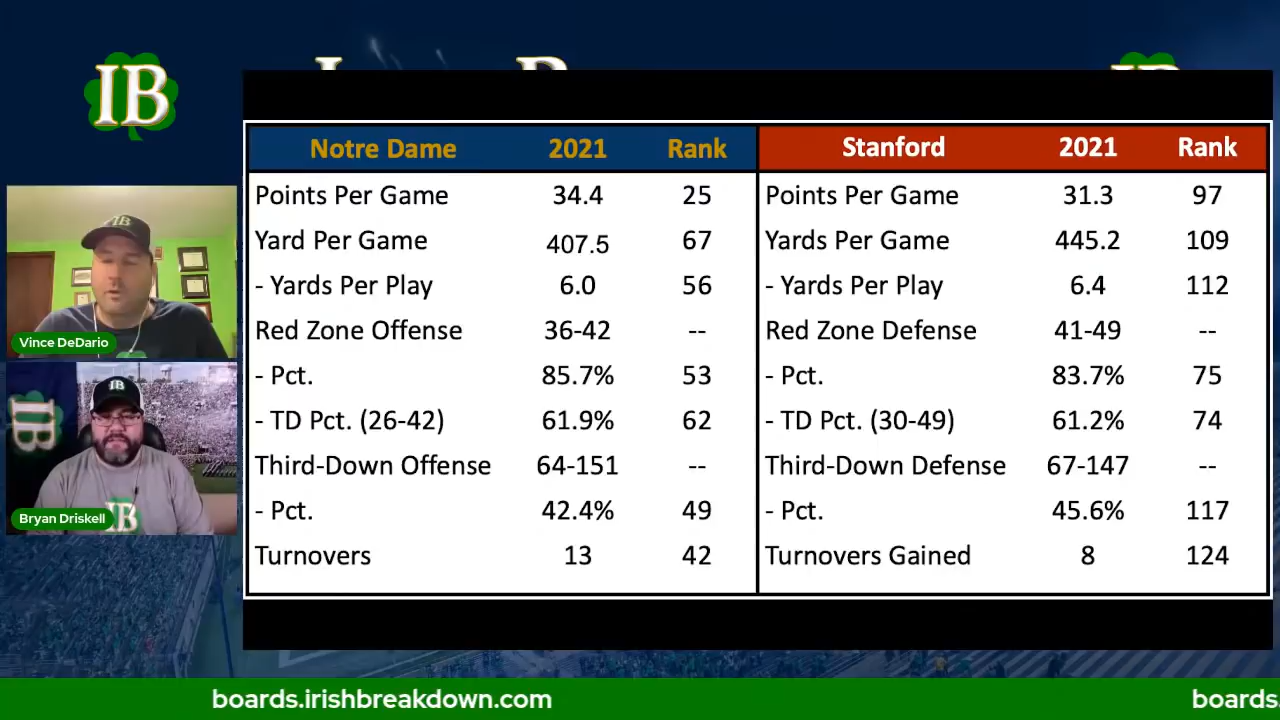 IB
Notre Dame 2021 Rank Stanford 2021 Rank
Points Per Game 34.4 25 Points Per Game 31.3 97
Yard Per Game 407.5 67 Yards Per Game 445.2 109
- Yards Per Play 6.0 56 - Yards Per Play 6.4 112
Red Zone Offense 36-42 -- Red Zone Defense 41-49 --
- Pct. 85.7% 53 - Pct. 83.7% 75
- TD Pct. (26-42) 61.9% 62 - TD Pct. (30-49) 61.2% 74
Third-Down Offense 64-151 -- Third-Down Defense 67-147 --
- Pct. 42.4% 49 - Pct. 45.6% 117
Turnovers 13 42 Turnovers Gained 8 124
IB
Vince DeDario
IB
IB
IB
Bryan Driskell
boards.irishbreakdown.com boards.